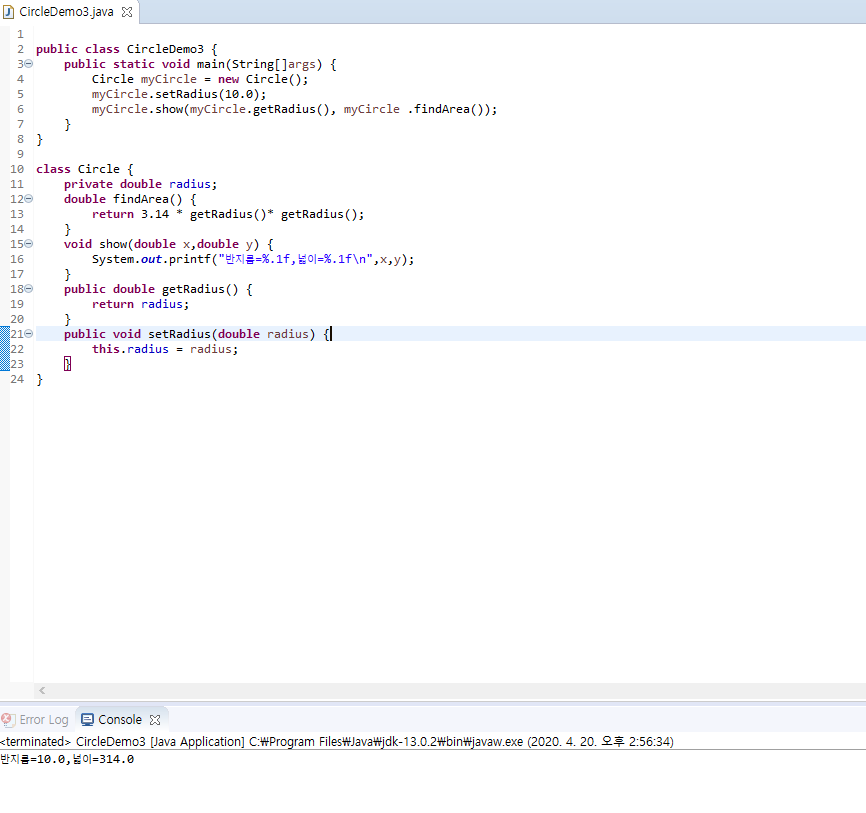 CircleDemo3.java
1
2 public class CircleDemo3 {
3 public static void main(String[]args) {
4 Circle myCircle = new Circle();
5 myCircle.setRadius(10.0);
6 myCircle.show(myCircle.getRadius(), myCircle .findArea());
7 }
8 }
9
10 class Circle {
11 private double radius;
12 double findArea() {
13 return 3.14 * getRadius()* getRadius();
14 }
15 void show(double x,double y) {
16 System.out.printf("반지름=%.1f,넓이=%.1f\n",x,y);
17 }
18 public double getRadius() {
19 return radius;
20 }
21 public void setRadius(double radius) {
22 this.radius = radius;
23 }
24 }
Error Log Console
<terminated> CircleDemo3 [Java Application] C:₩Program Files₩Java₩jdk-13.0.2₩bin₩javaw.exe (2020. 4. 20. 오후 2:56:34)
반지름=10.0,넓이=314.0